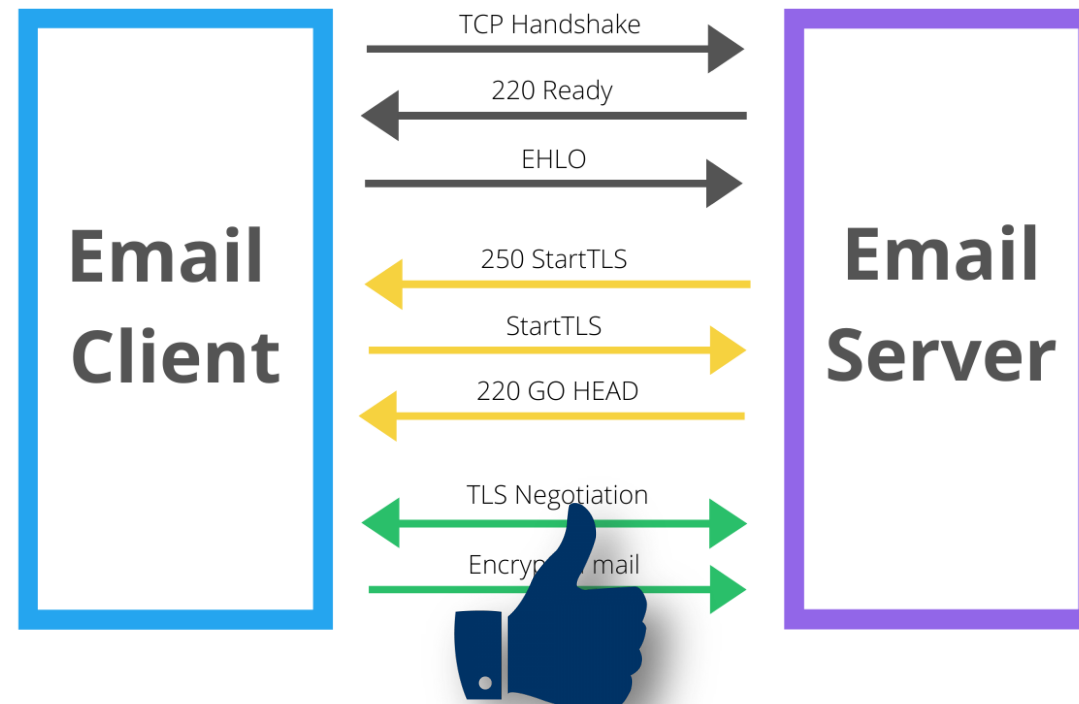 TCP Handshake
220 Ready
EHLO
250 StartTLS
StartTLS
220 GO HEAD
TLS Negotiation
mail
Email
Client
Email
Server